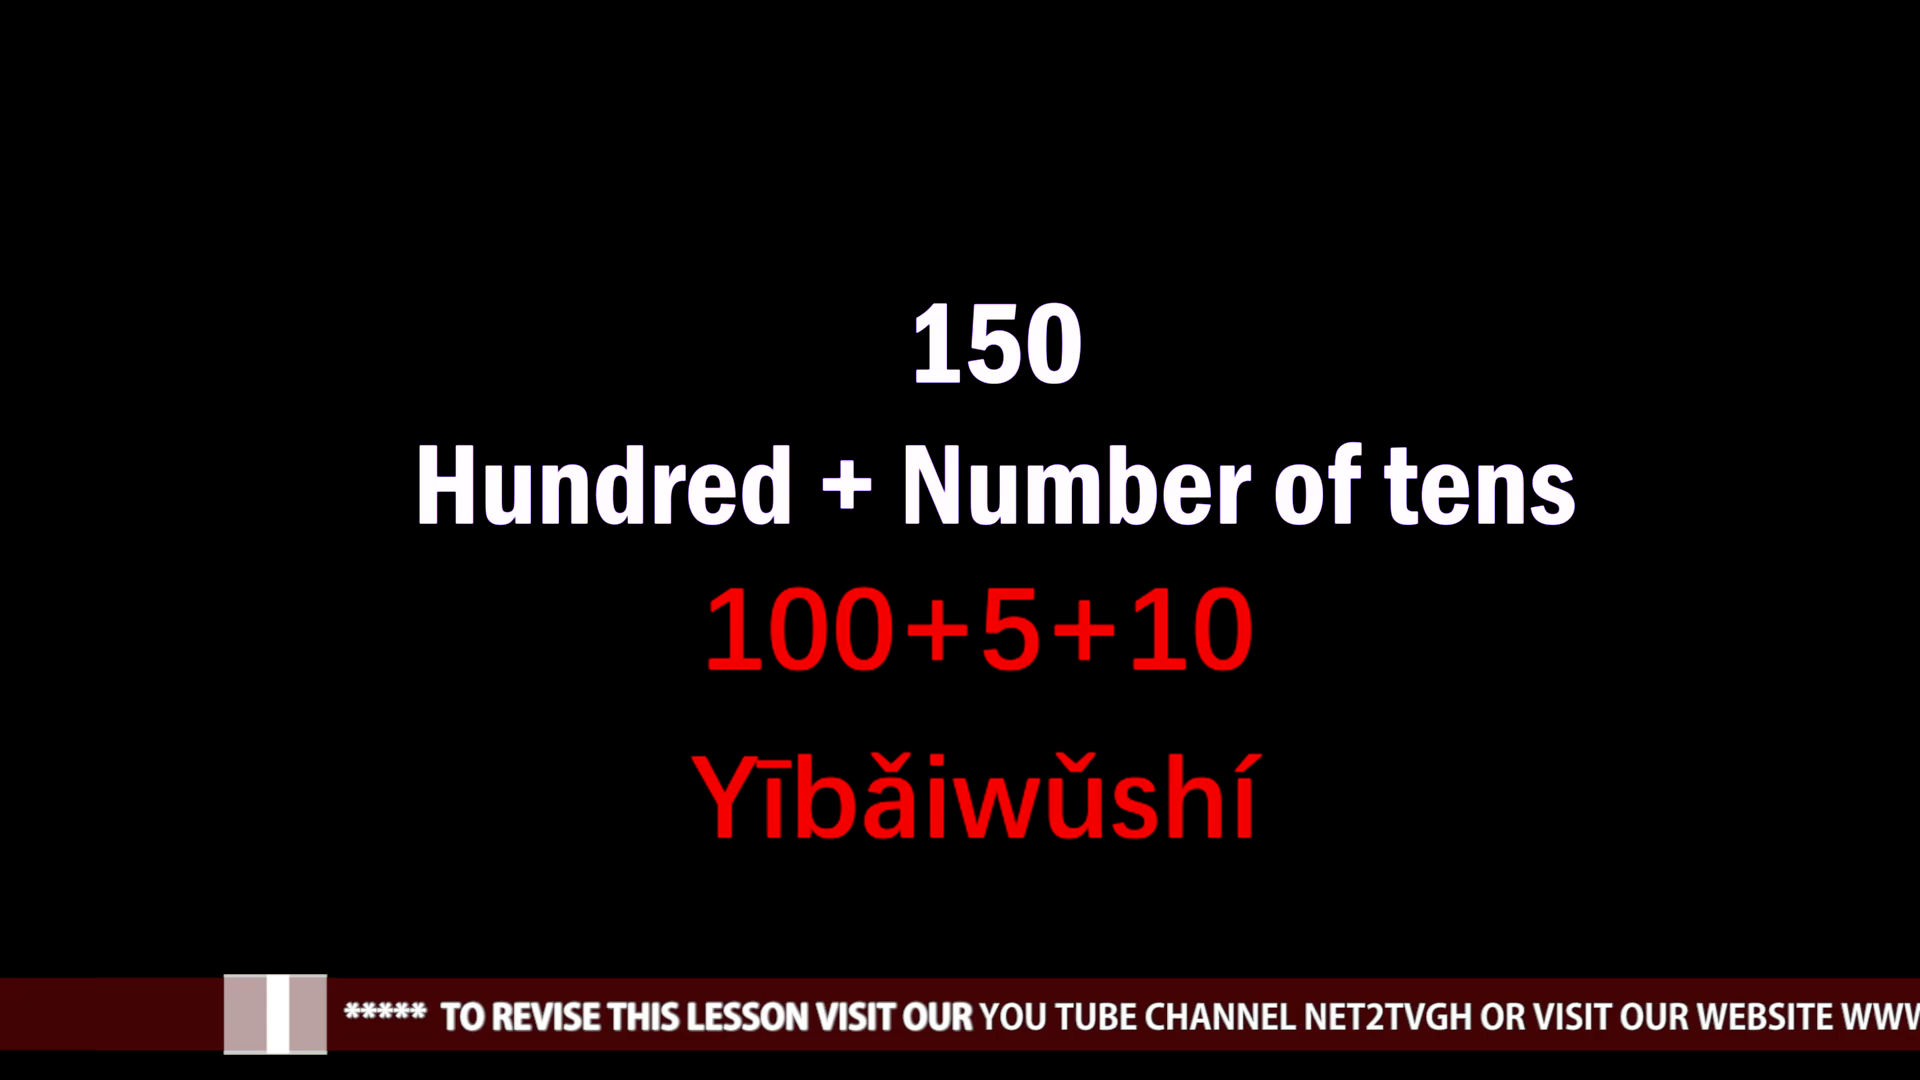 150
Hundred + Number of tens
100+5+10
Yībǎiwǔshí
***** TO REVISE THIS LESSON VISIT OUR YOU TUBE CHANNEL NET2TVGH OR VISIT OUR WEBSITE WWW